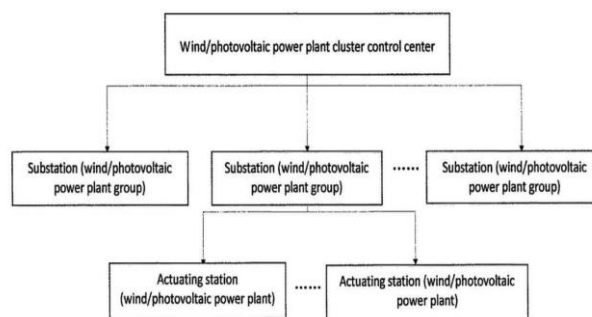 Wind/photovoltaic power plant cluster control center
Substation (wind/photovoltaic
power plant group)
Substation (wind/photovoltaic
power plant group)
......
Substation (wind/photovoltaic
power plant group)
Actuating station
(wind/photovoltaic power plant)
......
Actuating station (wind/photovoltaic
power plant)